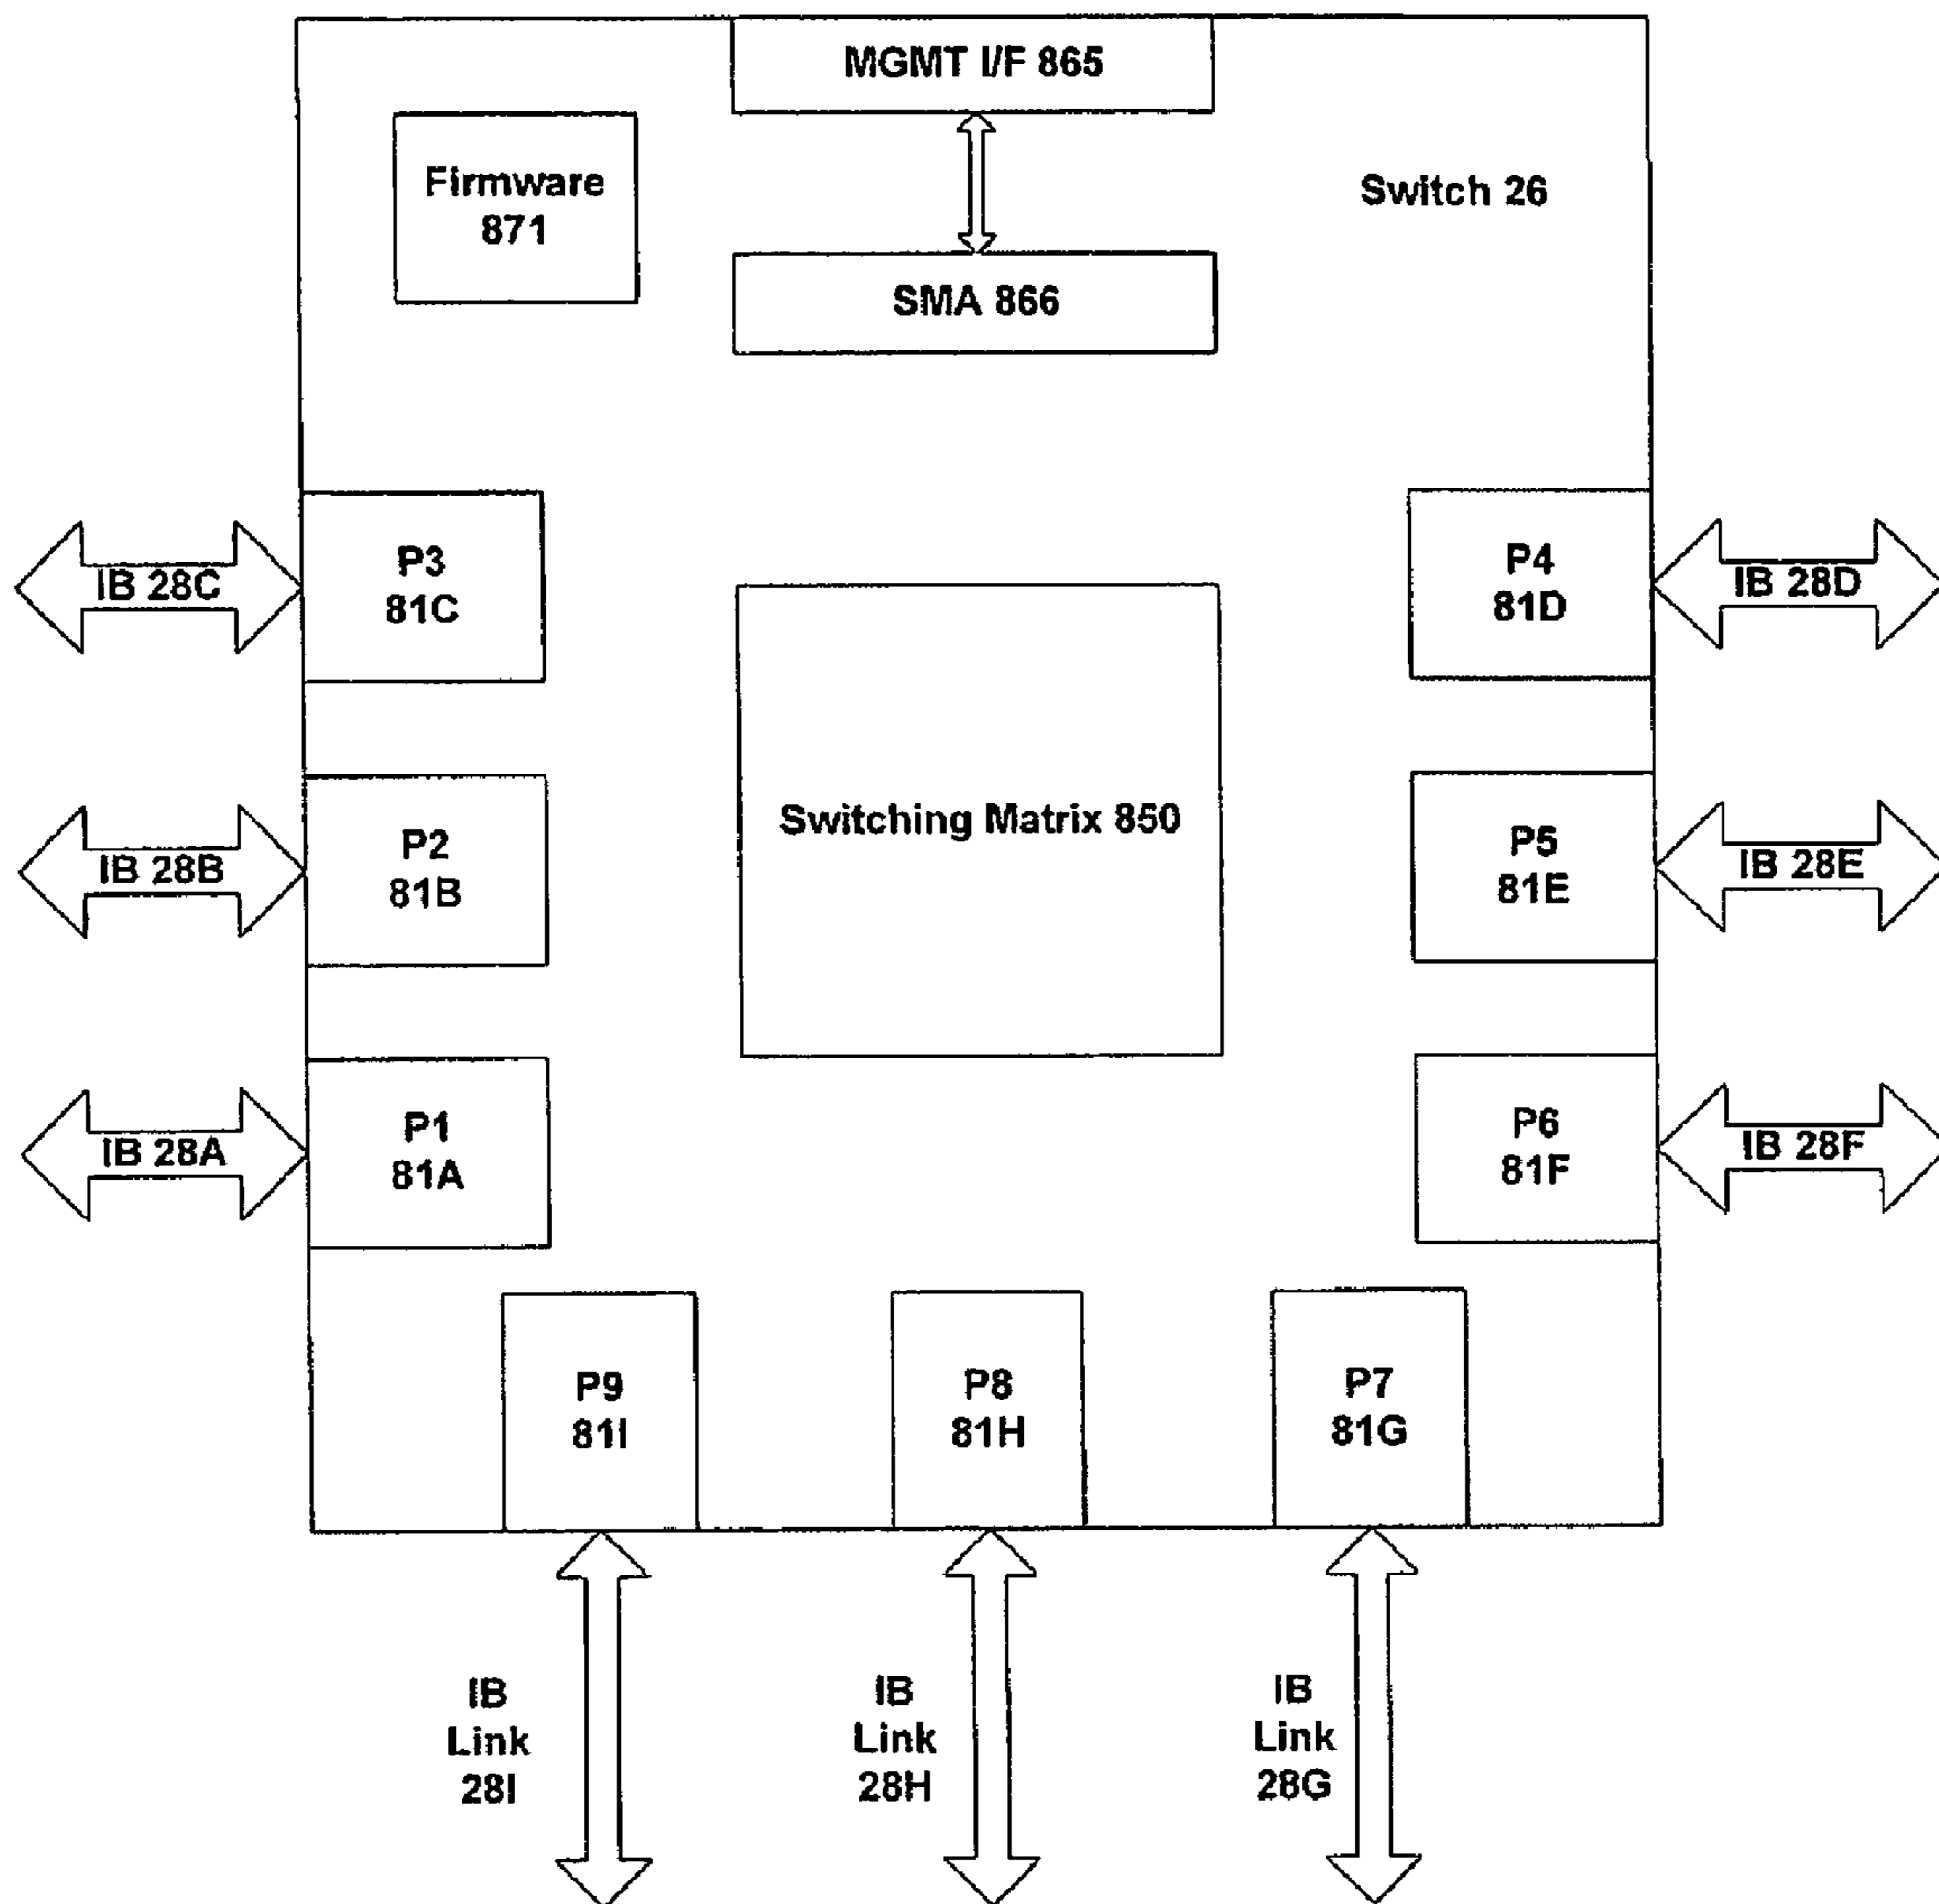 MGMT I/F 865
Firmware
871
Switch 26
SMA 866
P3
81C
IB 28C
P4
81D
IB 28D
Switching Matrix 850
P2
81B
IB 28B
P5
81E
IB 28E
P1
81A
IB 28A
P6
81F
IB 28F
P9
81I
P8
81H
P7
81G
IB
Link
28I
IB
Link
28H
IB
Link
28G